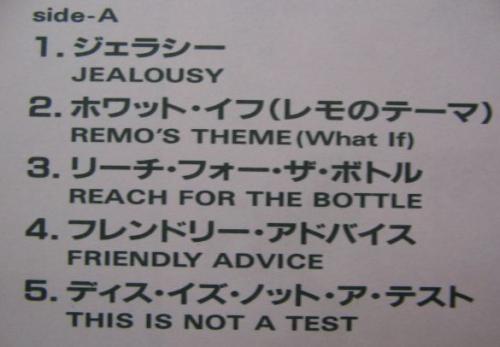 side-A
1. ジェラシー
JEALOUSY
2. ホワット・イフ(レモのテーマ)
REMO'S THEME (What If)
3. リーチ・フォー・ザ・ボトル
REACH FOR THE BOTTLE
4. フレンドリー・アドバイス
FRIENDLY ADVICE
5. ディス・イズ・ノット・ア・テスト
THIS IS NOT A TEST